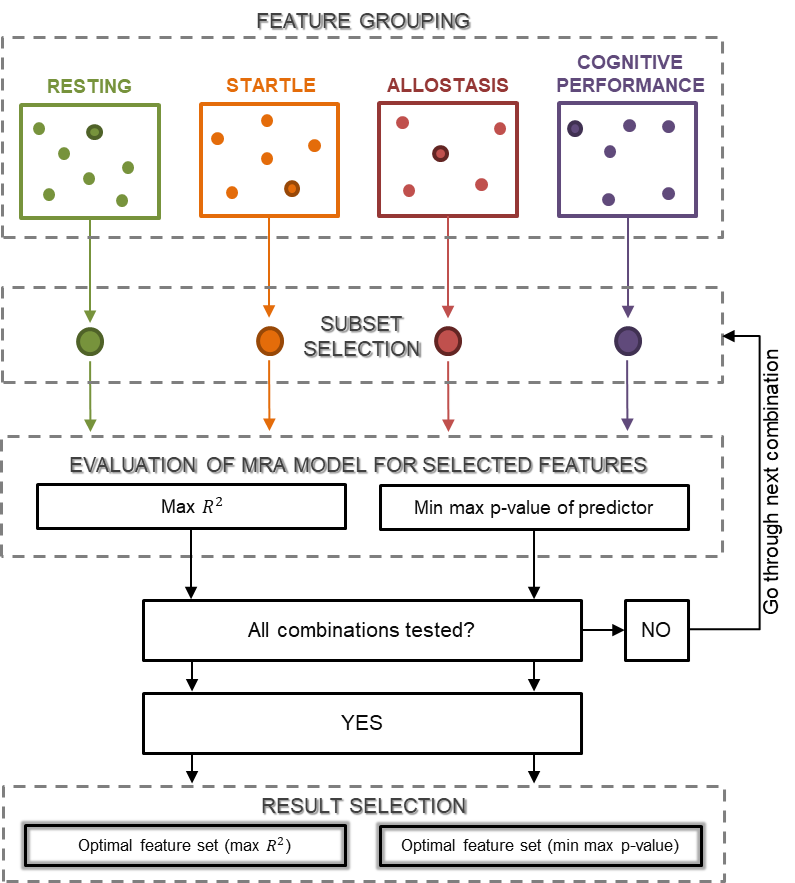 FEATURE GROUPING
RESTING
STARTLE
ALLOSTASIS
COGNITIVE
PERFORMANCE
SUBSET
SELECTION
Go through next combination
EVALUATION OF MRA MODEL FOR SELECTED FEATURES
Max R²
Min max p-value of predictor
All combinations tested?
NO
YES
RESULT SELECTION
Optimal feature set (max R²)
Optimal feature set (min max p-value)